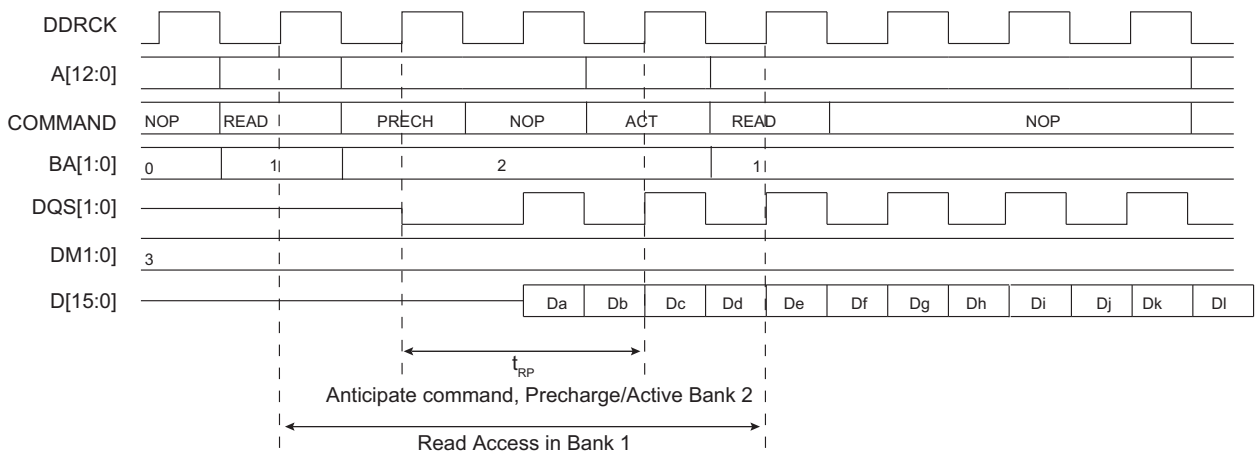 DDRCK
A[12:0]
COMMAND NOP READ PRECH NOP ACT READ NOP
BA[1:0] 0 1 2 1
DQS[1:0]
DM1:0] 3
D[15:0] Da Db Dc Dd De Df Dg Dh Di Dj Dk Dl
tRP
Anticipate command, Precharge/Active Bank 2
Read Access in Bank 1